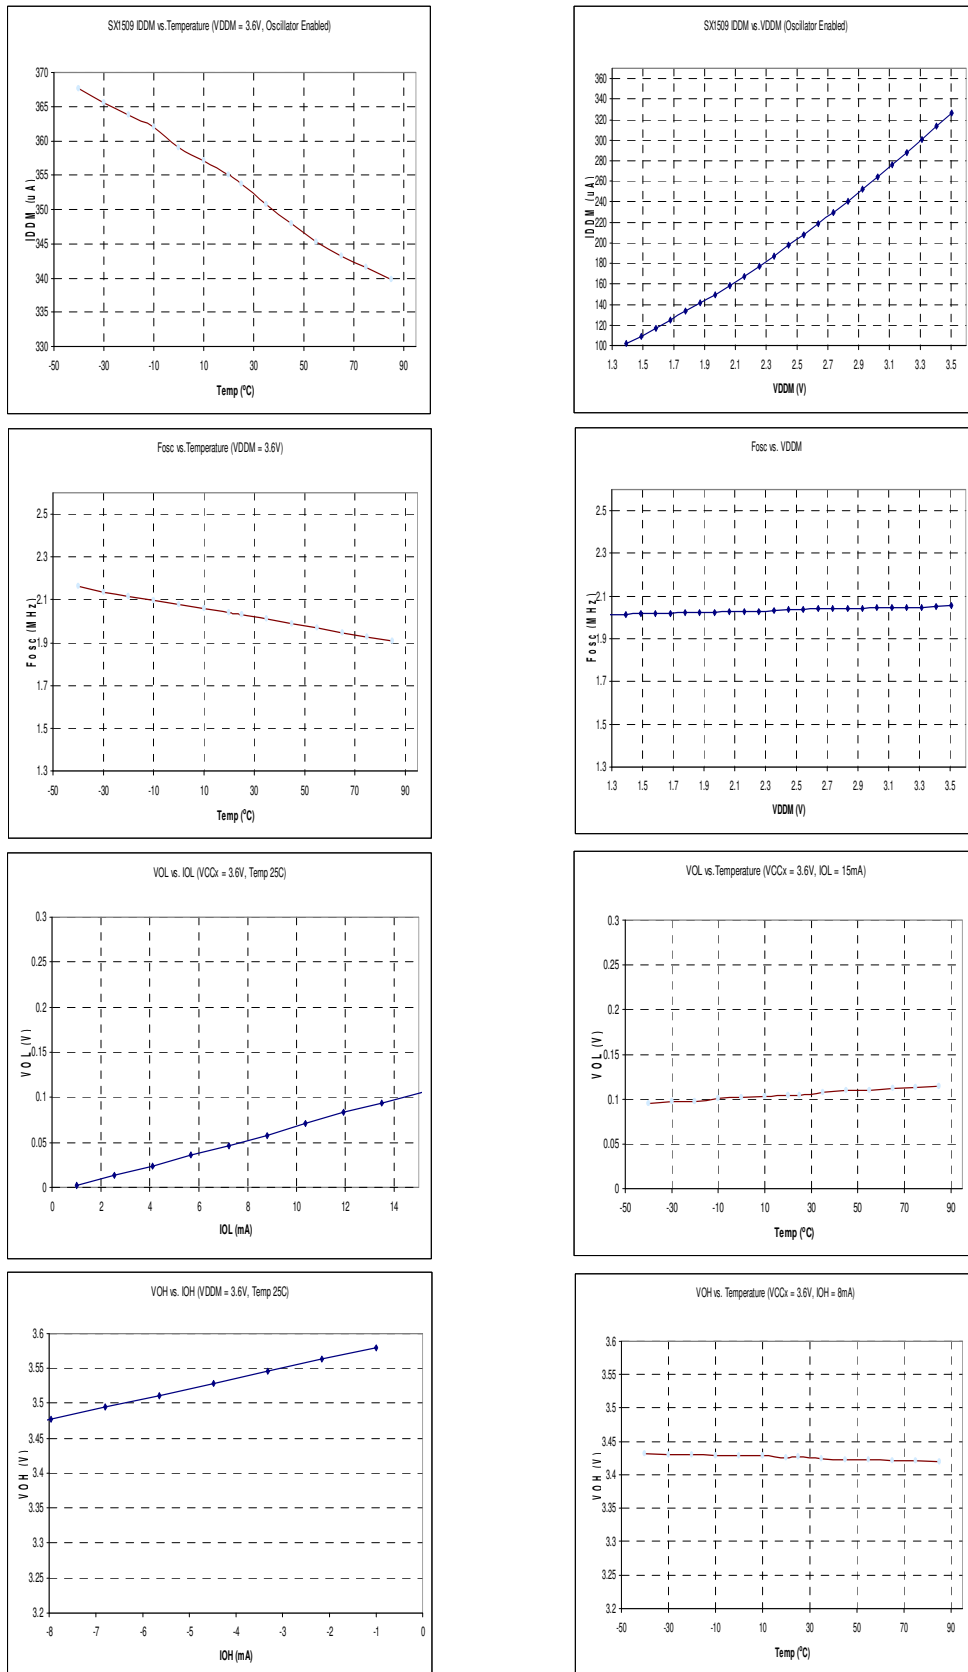 SX1509 IDDM vs.Temperature (VDDM = 3.6V, Oscillator Enabled)
370
365
360
355
350
345
340
335
330
IDDM (uA)
-50 -30 -10 10 30 50 70 90
Temp (ºC)
SX1509 IDDM vs.VDDM (Oscillator Enabled)
360
340
320
300
280
260
240
220
200
180
160
140
120
100
IDDM (uA)
1.3 1.5 1.7 1.9 2.1 2.3 2.5 2.7 2.9 3.1 3.3 3.5
VDDM (V)
Fosc vs.Temperature (VDDM = 3.6V)
2.5
2.3
2.1
1.9
1.7
1.5
1.3
Fosc (MHz)
-50 -30 -10 10 30 50 70 90
Temp (ºC)
Fosc vs. VDDM
2.5
2.3
2.1
1.9
1.7
1.5
1.3
Fosc (MHz)
1.3 1.5 1.7 1.9 2.1 2.3 2.5 2.7 2.9 3.1 3.3 3.5
VDDM (V)
VOL vs. IOL (VCCx = 3.6V, Temp 25C)
0.3
0.25
0.2
0.15
0.1
0.05
0
VOL (V)
0 2 4 6 8 10 12 14
IOL (mA)
VOL vs.Temperature (VCCx = 3.6V, IOL = 15mA)
0.3
0.25
0.2
0.15
0.1
0.05
0
VOL (V)
-50 -30 -10 10 30 50 70 90
Temp (ºC)
VOH vs. IOH (VDDM = 3.6V, Temp 25C)
3.6
3.55
3.5
3.45
3.4
3.35
3.3
3.25
3.2
VOH (V)
-8 -7 -6 -5 -4 -3 -2 -1 0
IOH (mA)
VOH vs. Temperature (VCCx = 3.6V, IOH = 8mA)
3.6
3.55
3.5
3.45
3.4
3.35
3.3
3.25
3.2
VOH (V)
-50 -30 -10 10 30 50 70 90
Temp (ºC)